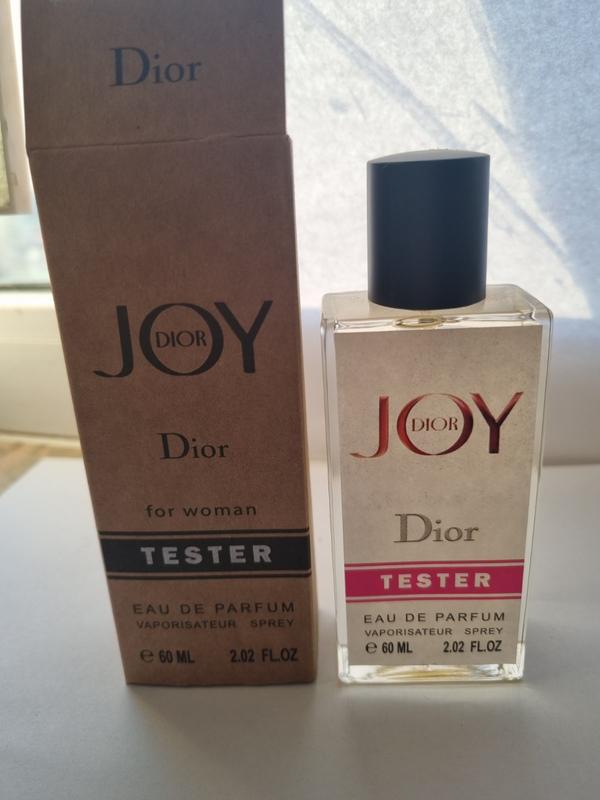 Dior
JOY
DIOR
Dior
for woman
TESTER
EAU DE PARFUM
VAPORISATEUR SPREY
℮ 60 ML 2.02 FL.OZ
JOY
DIOR
Dior
TESTER
EAU DE PARFUM
VAPORISATEUR SPREY
℮ 60 ML 2.02 FL.OZ